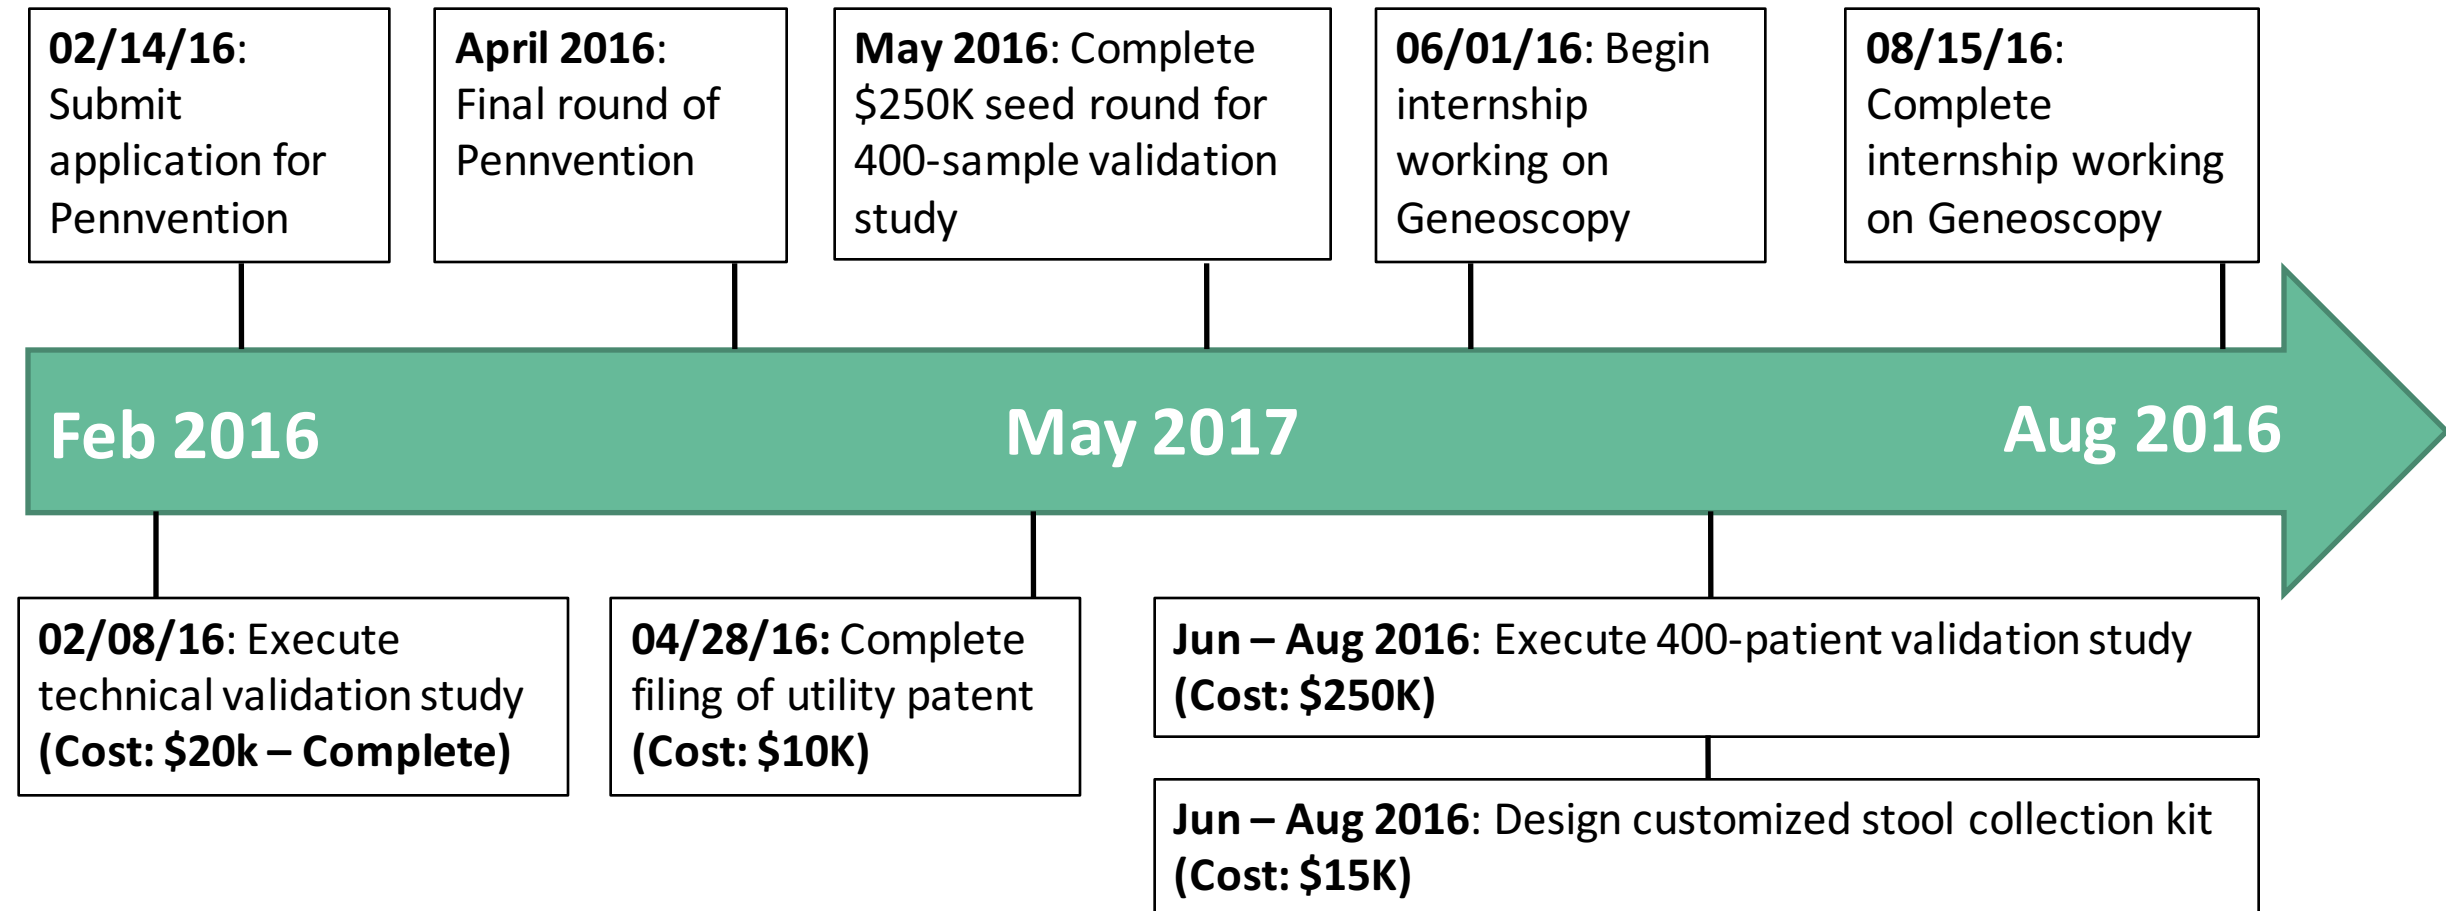 02/14/16:
Submit
application for
Pennvention
April 2016:
Final round of
Pennvention
May 2016: Complete
$250K seed round for
400-sample validation
study
06/01/16: Begin
internship
working on
Geneoscopy
08/15/16:
Complete
internship working
on Geneoscopy
Feb 2016
May 2017
Aug 2016
02/08/16: Execute
technical validation study
(Cost: $20k – Complete)
04/28/16: Complete
filing of utility patent
(Cost: $10K)
Jun – Aug 2016: Execute 400-patient validation study
(Cost: $250K)
Jun – Aug 2016: Design customized stool collection kit
(Cost: $15K)